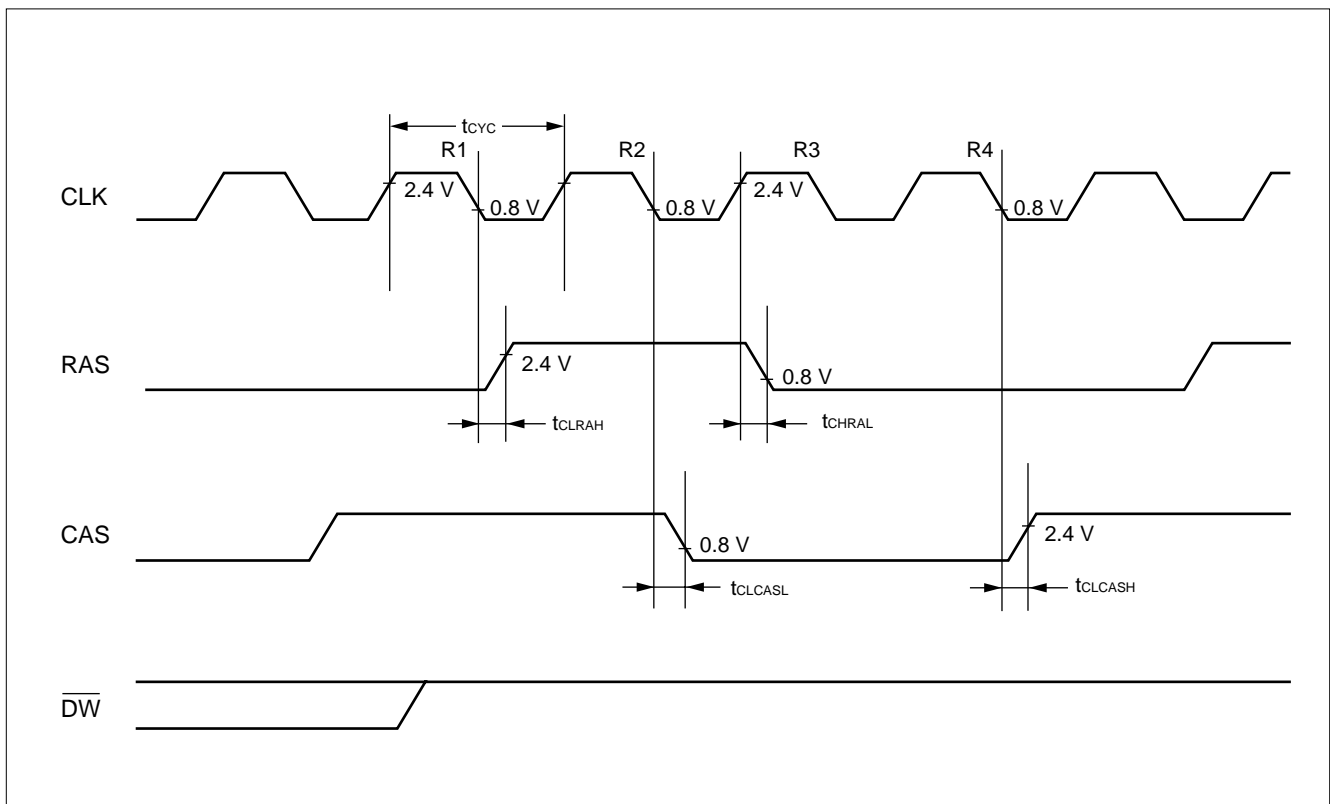 tCYC
R1 R2 R3 R4
CLK 2.4 V 0.8 V 0.8 V 2.4 V 0.8 V
RAS 2.4 V 0.8 V
tCLRAH tCHRAL
CAS 0.8 V 2.4 V
tCLCASL tCLCASH
D̅W̅